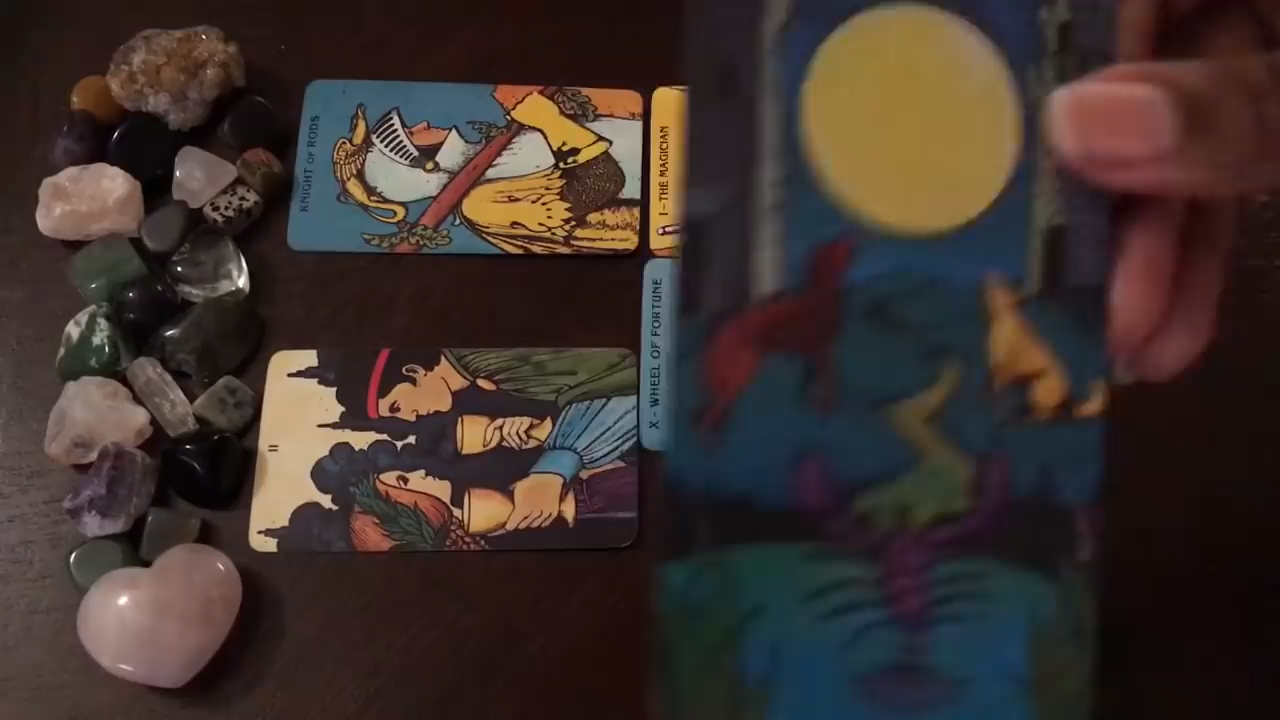 KNIGHT OF RODS
I-THE MAGICIAN
X-WHEEL OF FORTUNE
II